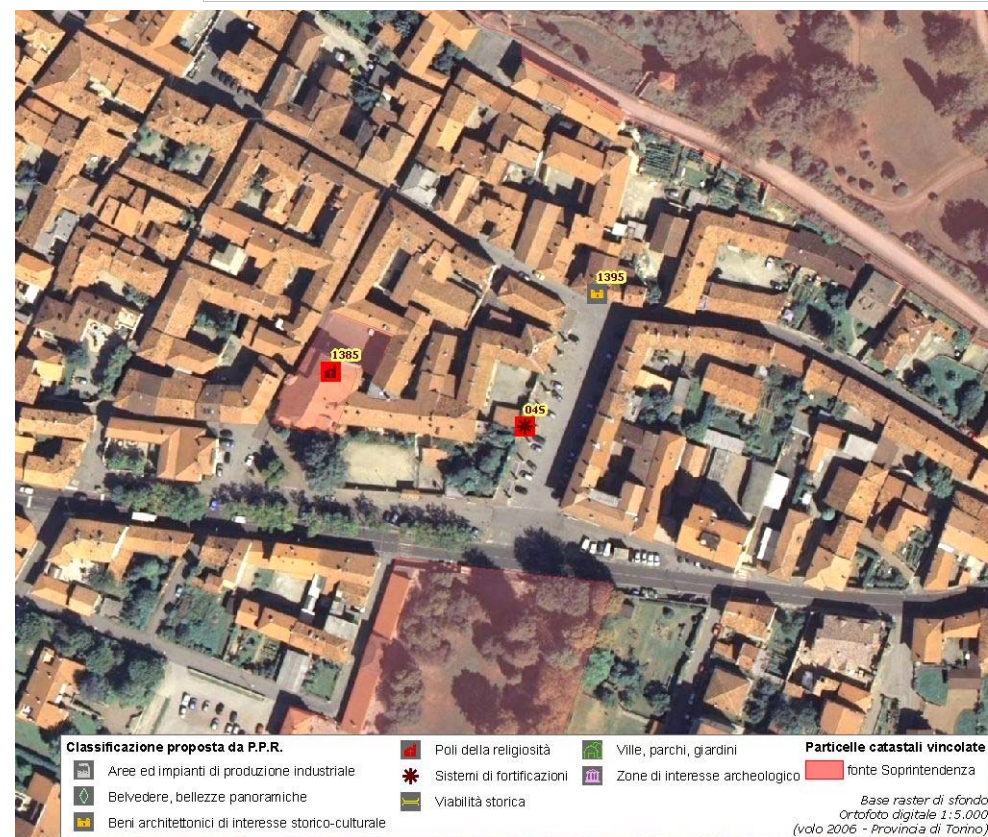 1395
1385
04S
Classificazione proposta da P.P.R.
Aree ed impianti di produzione industriale
Belvedere, bellezze panoramiche
Beni architettonici di interesse storico-culturale
Poli della religiosità
Sistemi di fortificazioni
Viabilità storica
Ville, parchi, giardini
Zone di interesse archeologico
Particelle catastali vincolate
fonte Soprintendenza
Base raster di sfondo
Ortofoto digitale 1:5.000
(volo 2006 - Provincia di Torino)